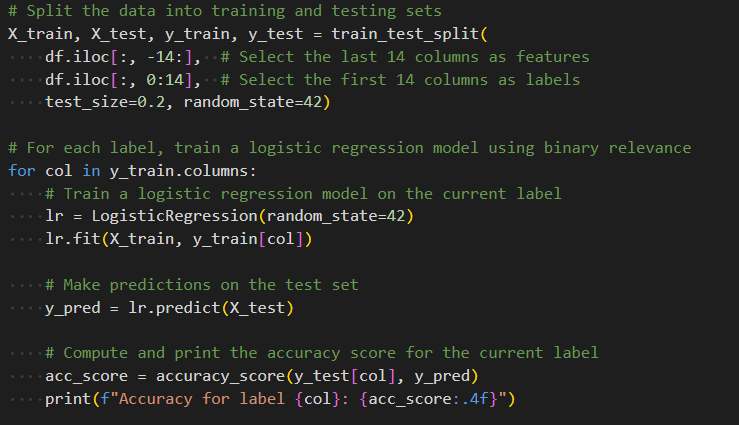 # Split the data into training and testing sets
X_train, X_test, y_train, y_test = train_test_split(
    df.iloc[:, -14:],  # Select the last 14 columns as features
    df.iloc[:, 0:14],  # Select the first 14 columns as labels
    test_size=0.2, random_state=42)

# For each label, train a logistic regression model using binary relevance
for col in y_train.columns:
    # Train a logistic regression model on the current label
    lr = LogisticRegression(random_state=42)
    lr.fit(X_train, y_train[col])

    # Make predictions on the test set
    y_pred = lr.predict(X_test)

    # Compute and print the accuracy score for the current label
    acc_score = accuracy_score(y_test[col], y_pred)
    print(f"Accuracy for label {col}: {acc_score:.4f}")